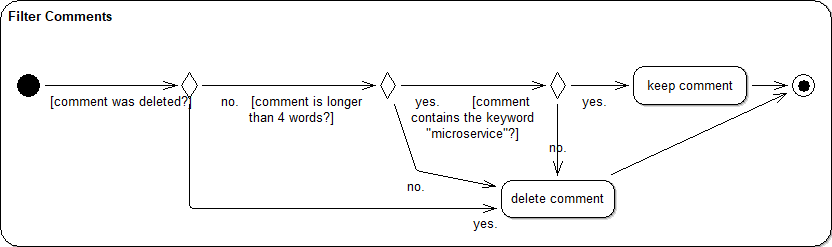 Filter Comments
keep comment
[comment was deleted?]
no.
[comment is longer
than 4 words?]
yes.
[comment
contains the keyword
"microservice"?]
yes.
no.
no.
delete comment
yes.